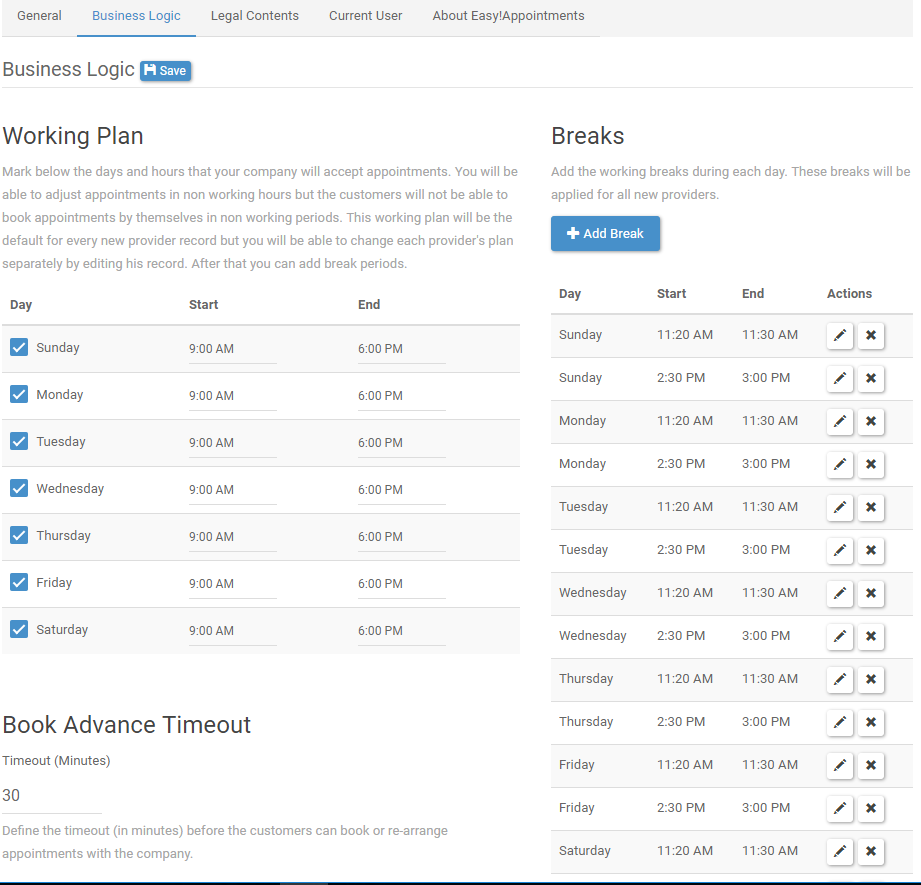 General Business Logic Legal Contents Current User About Easy!Appointments
Business Logic Save
Working Plan
Mark below the days and hours that your company will accept appointments. You will be
able to adjust appointments in non working hours but the customers will not be able to
book appointments by themselves in non working periods. This working plan will be the
default for every new provider record but you will be able to change each provider's plan
separately by editing his record. After that you can add break periods.
Day Start End
Sunday 9:00 AM 6:00 PM
Monday 9:00 AM 6:00 PM
Tuesday 9:00 AM 6:00 PM
Wednesday 9:00 AM 6:00 PM
Thursday 9:00 AM 6:00 PM
Friday 9:00 AM 6:00 PM
Saturday 9:00 AM 6:00 PM
Book Advance Timeout
Timeout (Minutes)
30
Define the timeout (in minutes) before the customers can book or re-arrange
appointments with the company.
Breaks
Add the working breaks during each day. These breaks will be
applied for all new providers.
Add Break
Day Start End Actions
Sunday 11:20 AM 11:30 AM
Sunday 2:30 PM 3:00 PM
Monday 11:20 AM 11:30 AM
Monday 2:30 PM 3:00 PM
Tuesday 11:20 AM 11:30 AM
Tuesday 2:30 PM 3:00 PM
Wednesday 11:20 AM 11:30 AM
Wednesday 2:30 PM 3:00 PM
Thursday 11:20 AM 11:30 AM
Thursday 2:30 PM 3:00 PM
Friday 11:20 AM 11:30 AM
Friday 2:30 PM 3:00 PM
Saturday 11:20 AM 11:30 AM